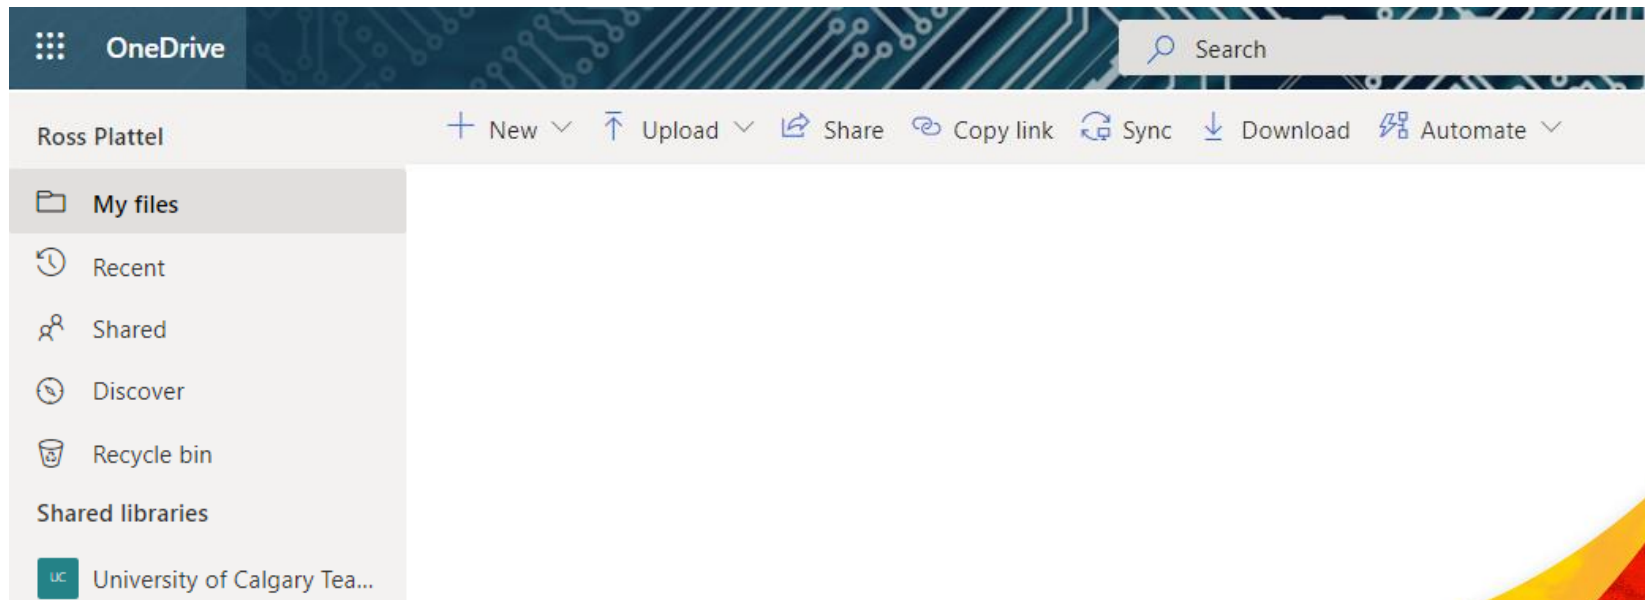 OneDrive
Search
Ross Plattel
New
Upload
Share
Copy link
Sync
Download
Automate
My files
Recent
Shared
Discover
Recycle bin
Shared libraries
UC
University of Calgary Tea...